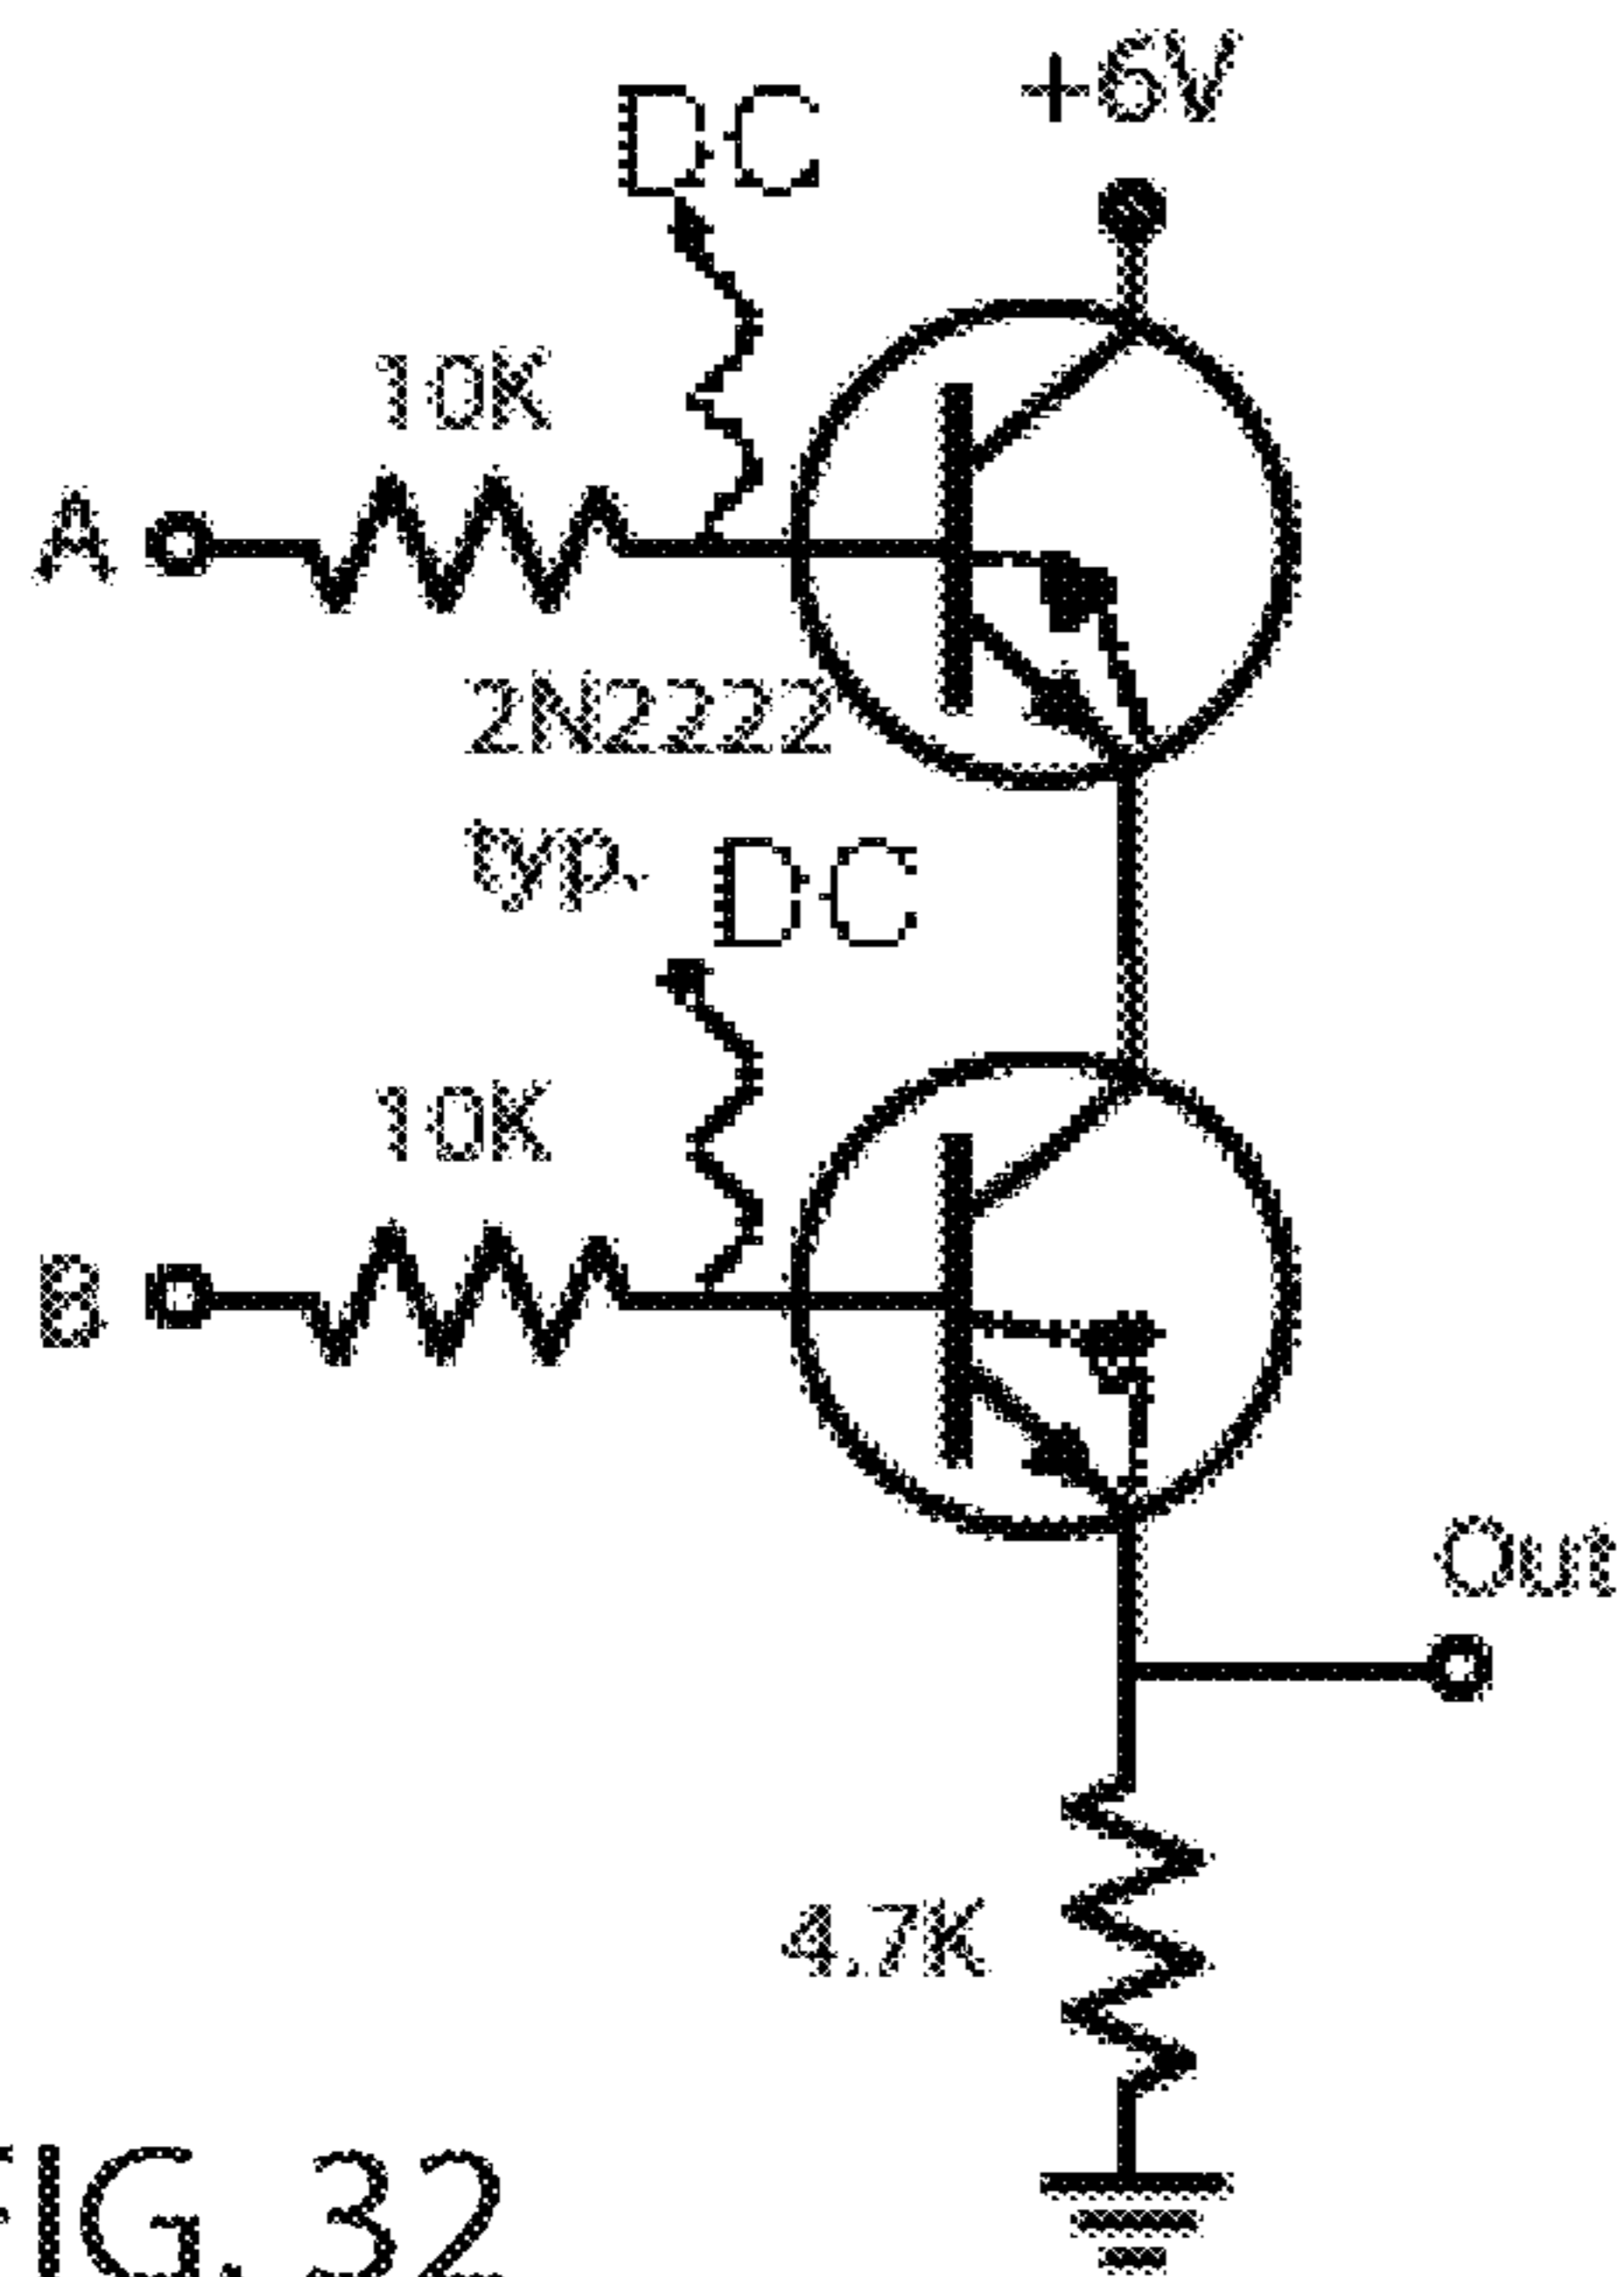 DC
+6V
10K
A
2N2222
typ.
DC
10K
B
Out
4.7K
FIG. 32